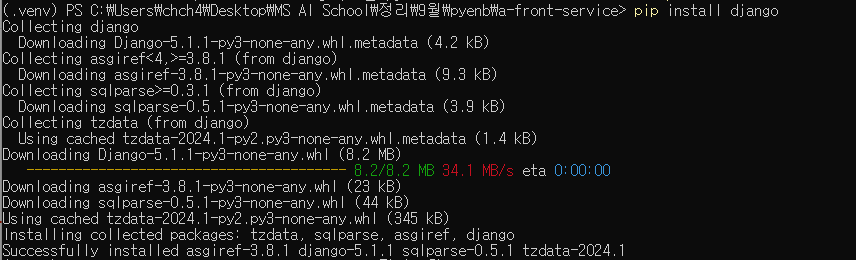 (.venv) PS C:₩Users₩chch4₩Desktop₩MS AI School₩정리₩9월₩pyenb₩a-front-service> pip install django
Collecting django
  Downloading Django-5.1.1-py3-none-any.whl.metadata (4.2 kB)
Collecting asgiref<4,>=3.8.1 (from django)
  Downloading asgiref-3.8.1-py3-none-any.whl.metadata (9.3 kB)
Collecting sqlparse>=0.3.1 (from django)
  Downloading sqlparse-0.5.1-py3-none-any.whl.metadata (3.9 kB)
Collecting tzdata (from django)
  Using cached tzdata-2024.1-py2.py3-none-any.whl.metadata (1.4 kB)
Downloading Django-5.1.1-py3-none-any.whl (8.2 MB)
   ---------------------------------------- 8.2/8.2 MB 34.1 MB/s eta 0:00:00
Downloading asgiref-3.8.1-py3-none-any.whl (23 kB)
Downloading sqlparse-0.5.1-py3-none-any.whl (44 kB)
Using cached tzdata-2024.1-py2.py3-none-any.whl (345 kB)
Installing collected packages: tzdata, sqlparse, asgiref, django
Successfully installed asgiref-3.8.1 django-5.1.1 sqlparse-0.5.1 tzdata-2024.1